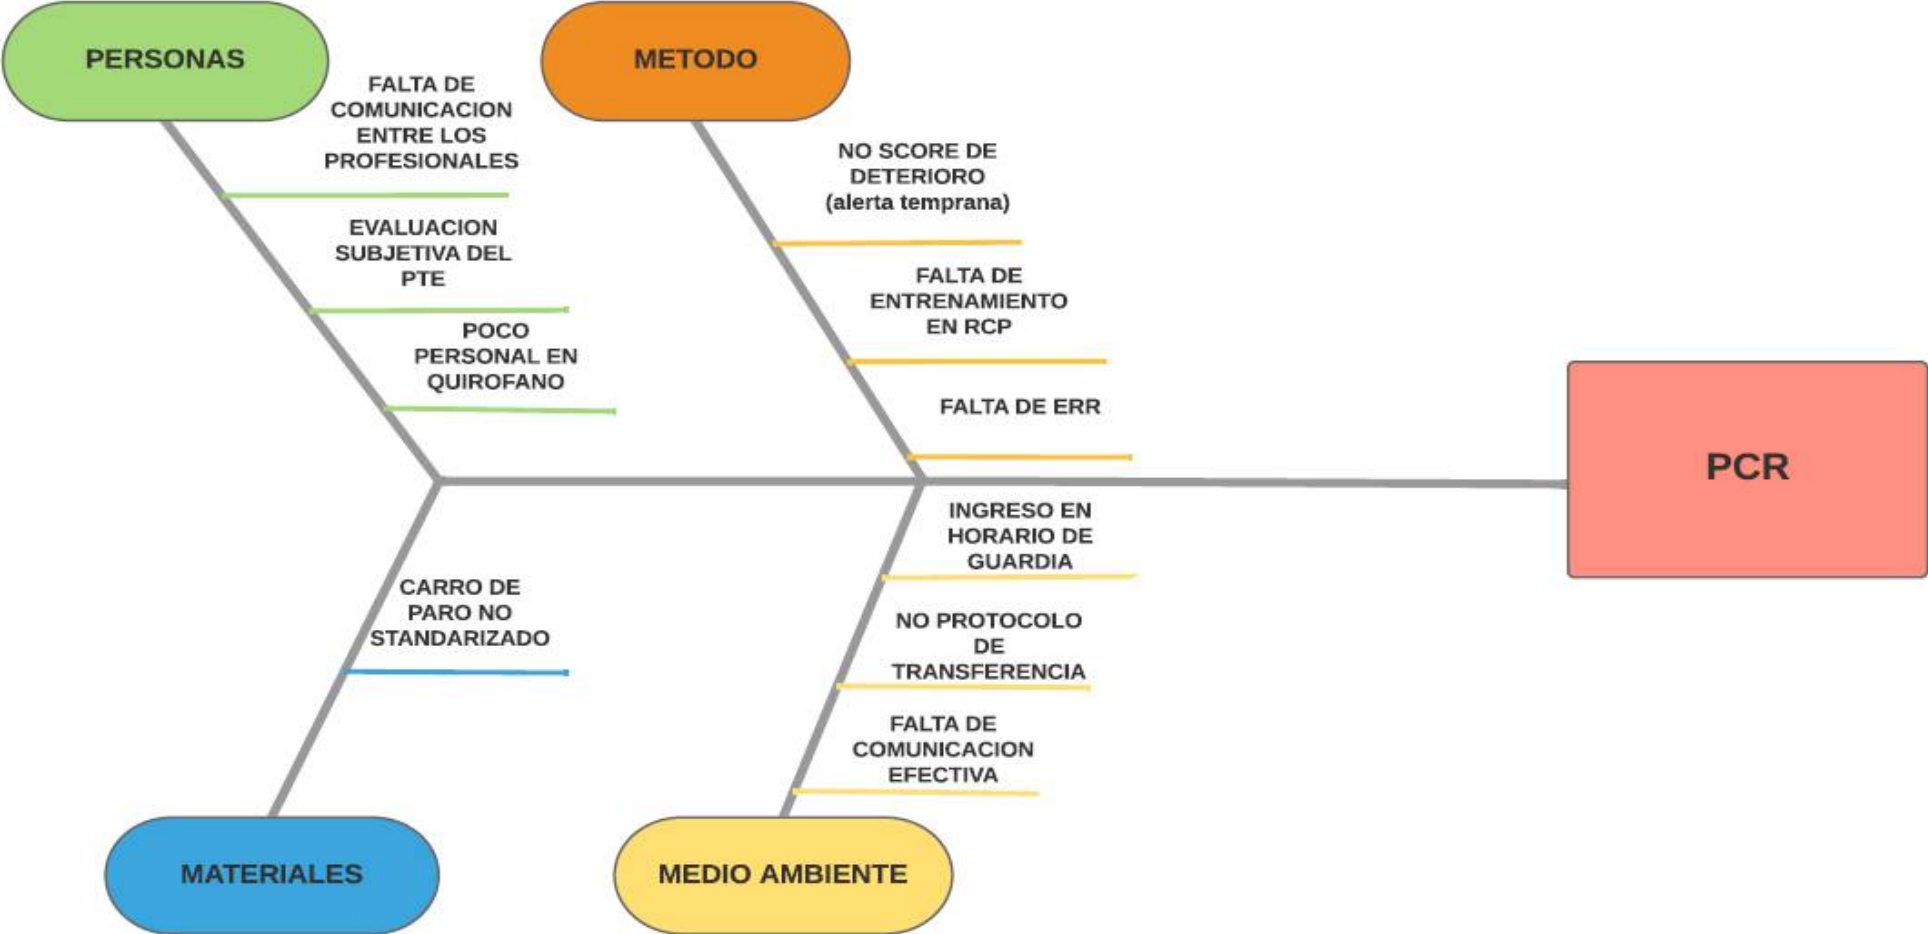 PERSONAS
FALTA DE
COMUNICACION
ENTRE LOS
PROFESIONALES
EVALUACION
SUBJETIVA DEL
PTE
POCO
PERSONAL EN
QUIROFANO
METODO
NO SCORE DE
DETERIORO
(alerta temprana)
FALTA DE
ENTRENAMIENTO
EN RCP
FALTA DE ERR
PCR
CARRO DE
PARO NO
STANDARIZADO
MATERIALES
INGRESO EN
HORARIO DE
GUARDIA
NO PROTOCOLO
DE
TRANSFERENCIA
FALTA DE
COMUNICACION
EFECTIVA
MEDIO AMBIENTE